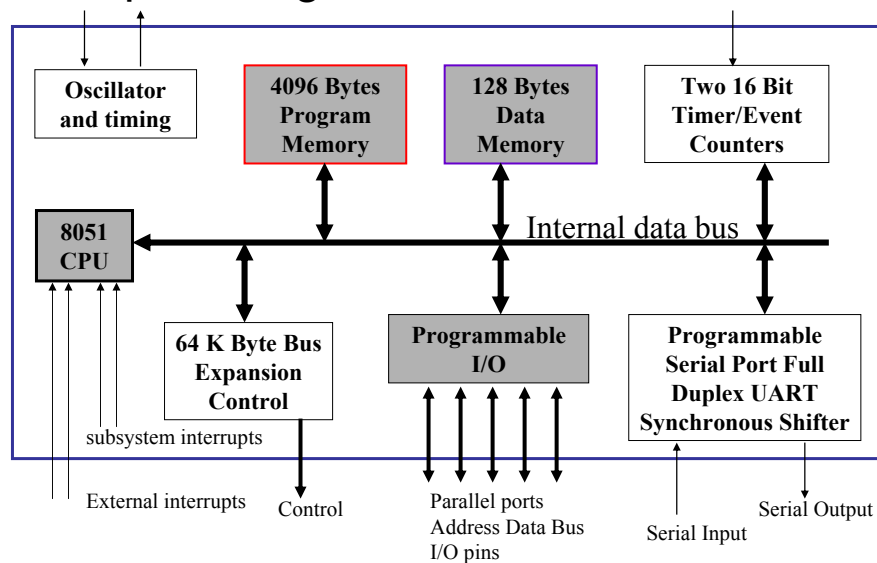 Oscillator
and timing
4096 Bytes
Program
Memory
128 Bytes
Data
Memory
Two 16 Bit
Timer/Event
Counters
Internal data bus
8051
CPU
64 K Byte Bus
Expansion
Control
Programmable
I/O
Programmable
Serial Port Full
Duplex UART
Synchronous Shifter
subsystem interrupts
External interrupts
Control
Parallel ports
Address Data Bus
I/O pins
Serial Input
Serial Output